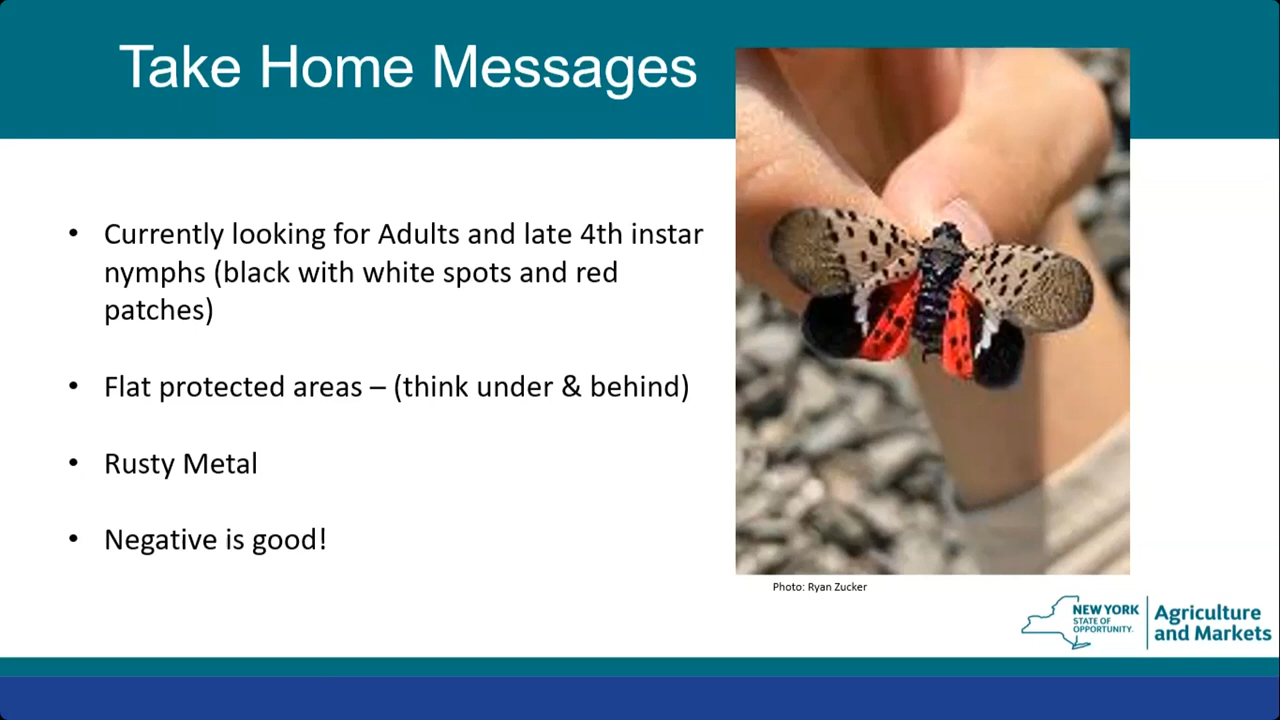 Take Home Messages
• Currently looking for Adults and late 4th instar
nymphs (black with white spots and red
patches)
• Flat protected areas – (think under & behind)
• Rusty Metal
• Negative is good!
Photo: Ryan Zucker
NEW YORK
STATE OF
OPPORTUNITY.
Agriculture
and Markets